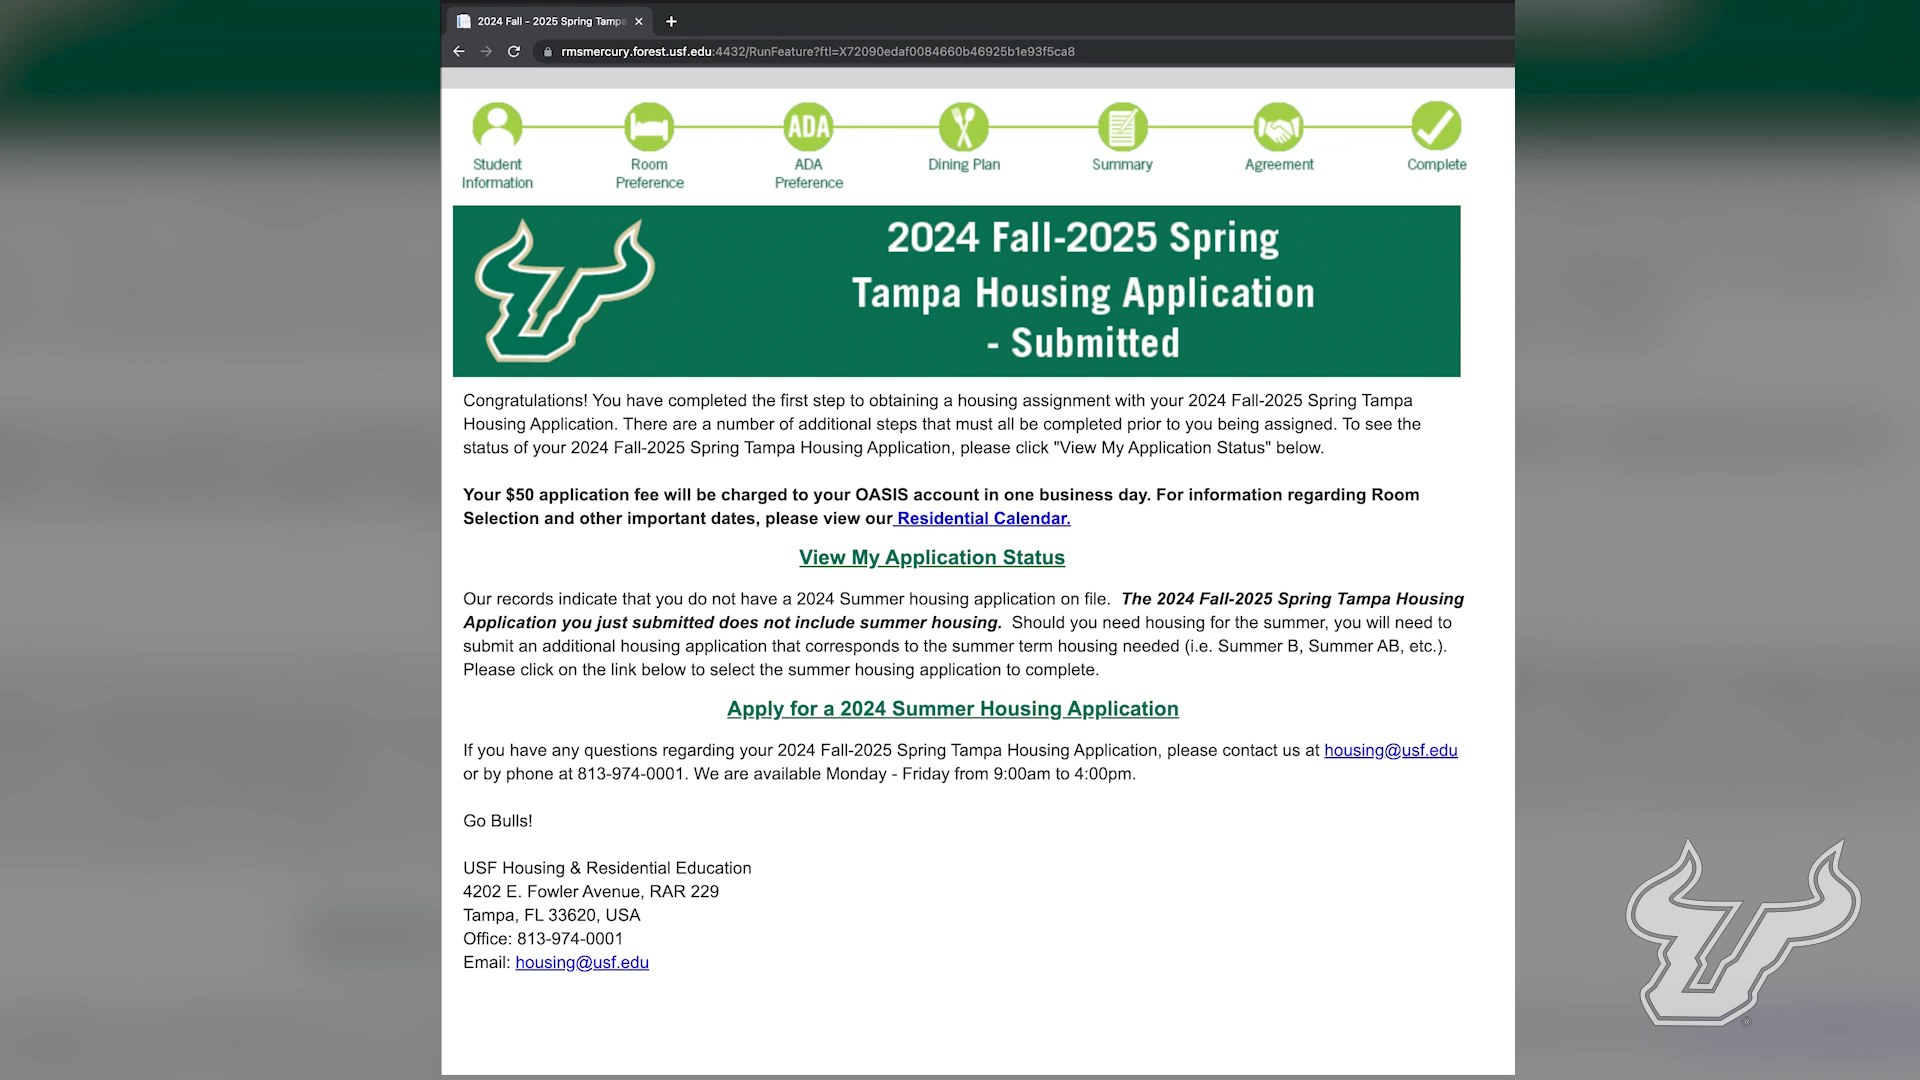 2024 Fall - 2025 Spring Tampa
rmsmercury.forest.usf.edu:4432/RunFeature?ftl=X72090edaf0084660b46925b1e93f5ca8
ADA
Student Information
Room Preference
ADA Preference
Dining Plan
Summary
Agreement
Complete
2024 Fall-2025 Spring
Tampa Housing Application
- Submitted
Congratulations! You have completed the first step to obtaining a housing assignment with your 2024 Fall-2025 Spring Tampa
Housing Application. There are a number of additional steps that must all be completed prior to you being assigned. To see the
status of your 2024 Fall-2025 Spring Tampa Housing Application, please click "View My Application Status" below.
Your $50 application fee will be charged to your OASIS account in one business day. For information regarding Room
Selection and other important dates, please view our Residential Calendar.
View My Application Status
Our records indicate that you do not have a 2024 Summer housing application on file. The 2024 Fall-2025 Spring Tampa Housing
Application you just submitted does not include summer housing. Should you need housing for the summer, you will need to
submit an additional housing application that corresponds to the summer term housing needed (i.e. Summer B, Summer AB, etc.).
Please click on the link below to select the summer housing application to complete.
Apply for a 2024 Summer Housing Application
If you have any questions regarding your 2024 Fall-2025 Spring Tampa Housing Application, please contact us at housing@usf.edu
or by phone at 813-974-0001. We are available Monday - Friday from 9:00am to 4:00pm.
Go Bulls!
USF Housing & Residential Education
4202 E. Fowler Avenue, RAR 229
Tampa, FL 33620, USA
Office: 813-974-0001
Email: housing@usf.edu
®